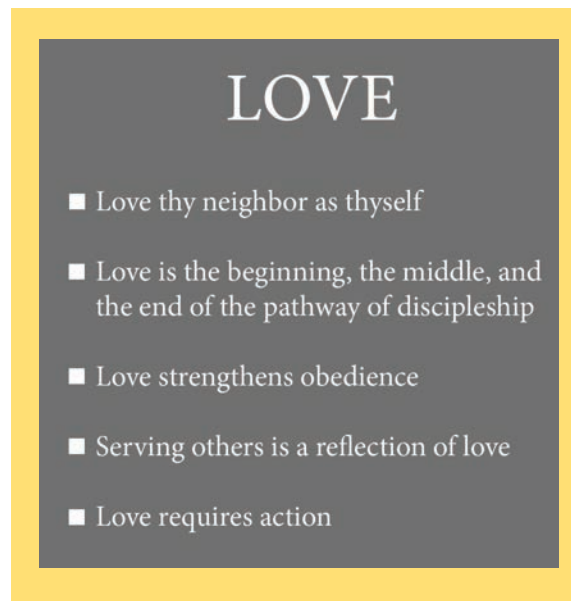 LOVE
■ Love thy neighbor as thyself
■ Love is the beginning, the middle, and
the end of the pathway of discipleship
■ Love strengthens obedience
■ Serving others is a reflection of love
■ Love requires action